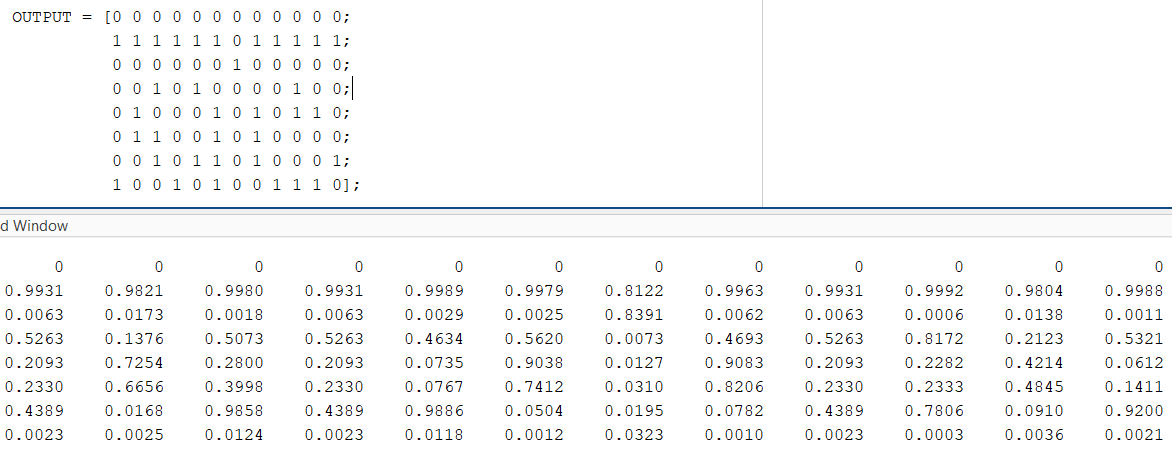 OUTPUT = [0 0 0 0 0 0 0 0 0 0 0 0;
1 1 1 1 1 1 0 1 1 1 1 1;
0 0 0 0 0 0 1 0 0 0 0 0;
0 0 1 0 1 0 0 0 0 1 0 0;
0 1 0 0 0 1 0 1 0 1 1 0;
0 1 1 0 0 1 0 1 0 0 0 0;
0 0 1 0 1 1 0 1 0 0 0 1;
1 0 0 1 0 1 0 0 1 1 1 0];
d Window
0 0 0 0 0 0 0 0 0 0 0 0
0.9931 0.9821 0.9980 0.9931 0.9989 0.9979 0.8122 0.9963 0.9931 0.9992 0.9804 0.9988
0.0063 0.0173 0.0018 0.0063 0.0029 0.0025 0.8391 0.0062 0.0063 0.0006 0.0138 0.0011
0.5263 0.1376 0.5073 0.5263 0.4634 0.5620 0.0073 0.4693 0.5263 0.8172 0.2123 0.5321
0.2093 0.7254 0.2800 0.2093 0.0735 0.9038 0.0127 0.9083 0.2093 0.2282 0.4214 0.0612
0.2330 0.6656 0.3998 0.2330 0.0767 0.7412 0.0310 0.8206 0.2330 0.2333 0.4845 0.1411
0.4389 0.0168 0.9858 0.4389 0.9886 0.0504 0.0195 0.0782 0.4389 0.7806 0.0910 0.9200
0.0023 0.0025 0.0124 0.0023 0.0118 0.0012 0.0323 0.0010 0.0023 0.0003 0.0036 0.0021